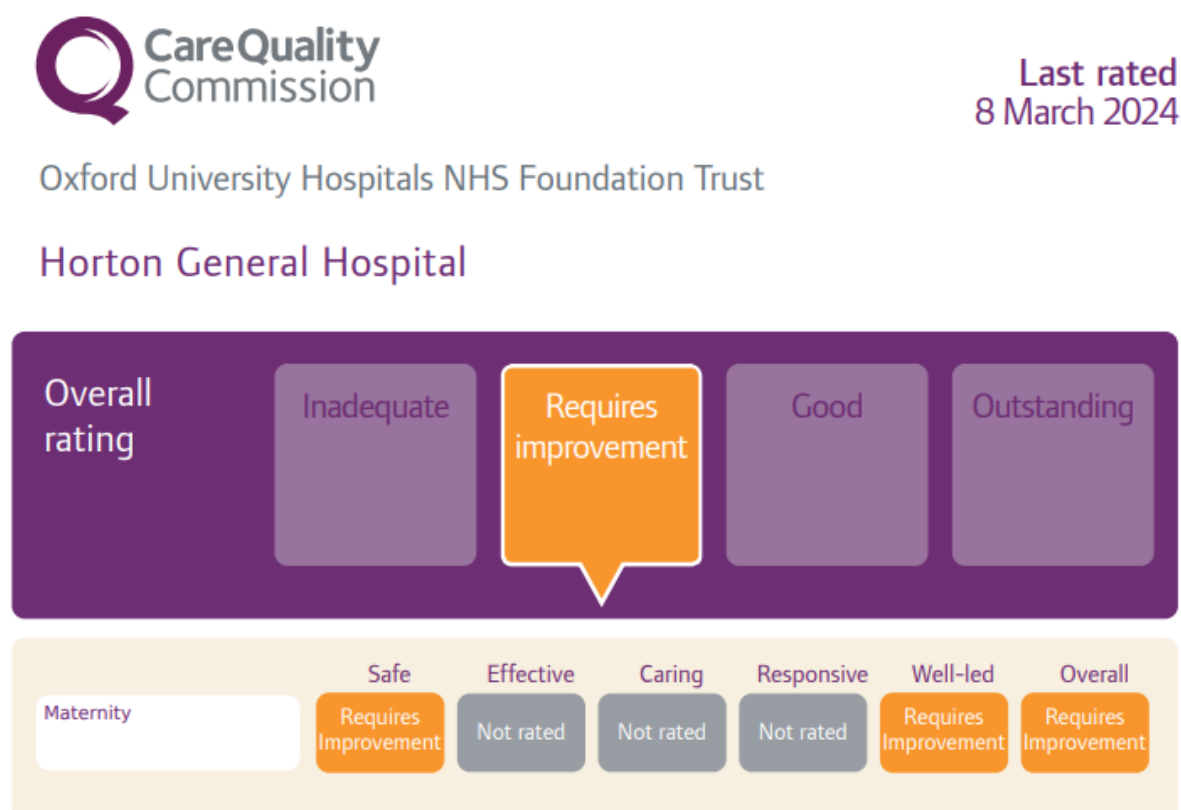 CareQuality
Commission
Last rated
8 March 2024
Oxford University Hospitals NHS Foundation Trust
Horton General Hospital
Overall
rating
Inadequate
Requires
improvement
Good
Outstanding
Safe
Effective
Caring
Responsive
Well-led
Overall
Maternity
Requires
Improvement
Not rated
Not rated
Not rated
Requires
Improvement
Requires
Improvement